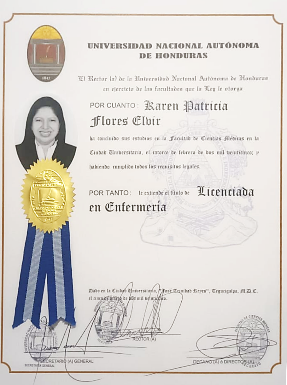 UNIVERSIDAD NACIONAL AUTÓNOMA
DE HONDURAS
El Rector (a) de la Universidad Nacional Autónoma de Honduras
en ejercicio de las facultades que la Ley le otorga
POR CUANTO: Karen Patricia
Flores Elvir
ha concluido sus estudios en la Facultad de Ciencias Médicas en la
Ciudad Universitaria, el catorce de febrero de dos mil veintidós; y
habiendo cumplido todos los requisitos legales.
POR TANTO: le extiende el título de Licenciada
en Enfermería
Dado en la Ciudad Universitaria, "José Trinidad Reyes", Tegucigalpa, M.D.C.
SECRETARIO (A) GENERAL
RECTOR (A)
DECANO (A) o DIRECTOR (A)